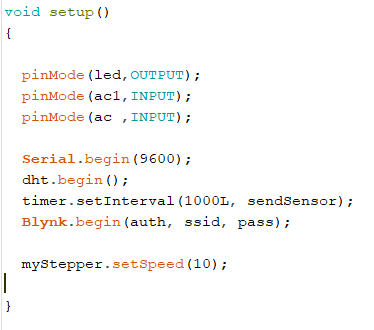 void setup()
{
pinMode(led,OUTPUT);
pinMode(ac1,INPUT);
pinMode(ac ,INPUT);
Serial.begin(9600);
dht.begin();
timer.setInterval(1000L, sendSensor);
Blynk.begin(auth, ssid, pass);
myStepper.setSpeed(10);
}